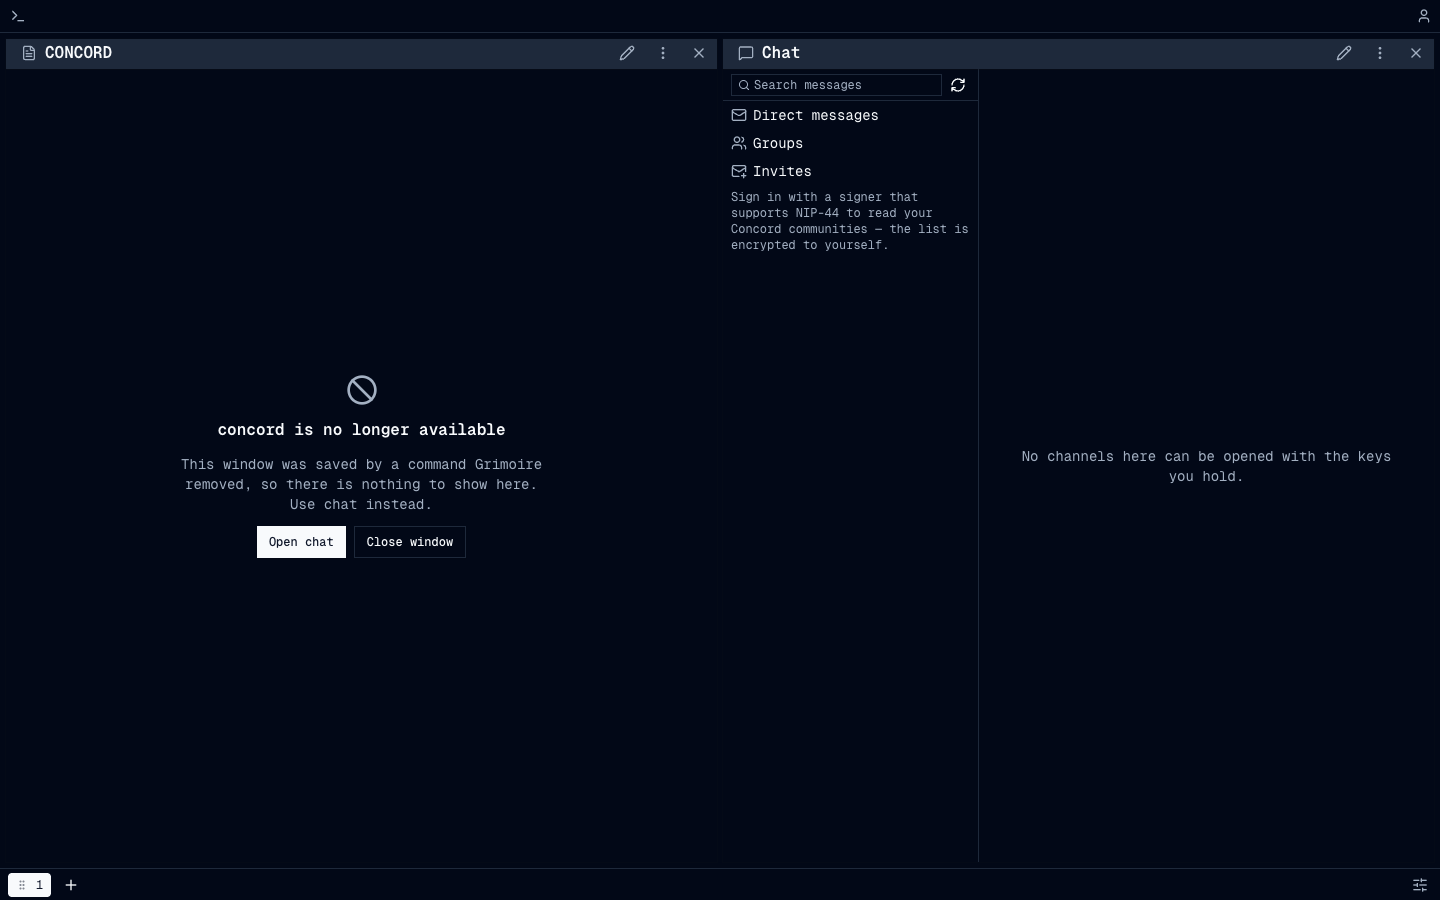 CONCORD
concord is no longer available
This window was saved by a command Grimoire
removed, so there is nothing to show here.
Use chat instead.
Open chat
Close window
Chat
Search messages
Direct messages
Groups
Invites
Sign in with a signer that
supports NIP-44 to read your
Concord communities — the list is
encrypted to yourself.
No channels here can be opened with the keys
you hold.
1